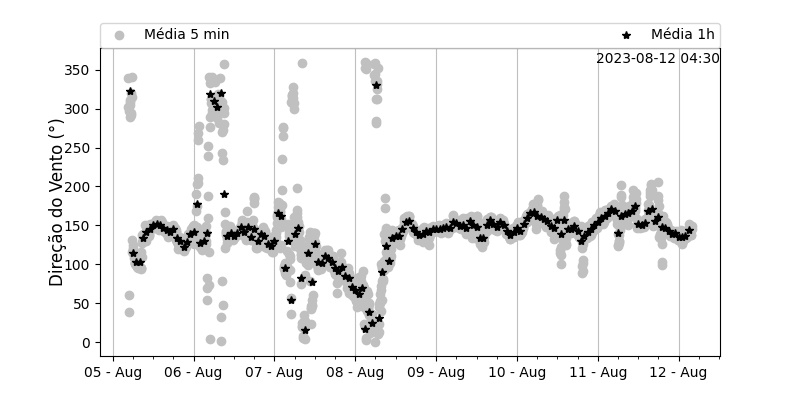 Média 5 min
Média 1h
2023-08-12 04:30
Direção do Vento (°)
350
300
250
200
150
100
50
0
05 - Aug
06 - Aug
07 - Aug
08 - Aug
09 - Aug
10 - Aug
11 - Aug
12 - Aug